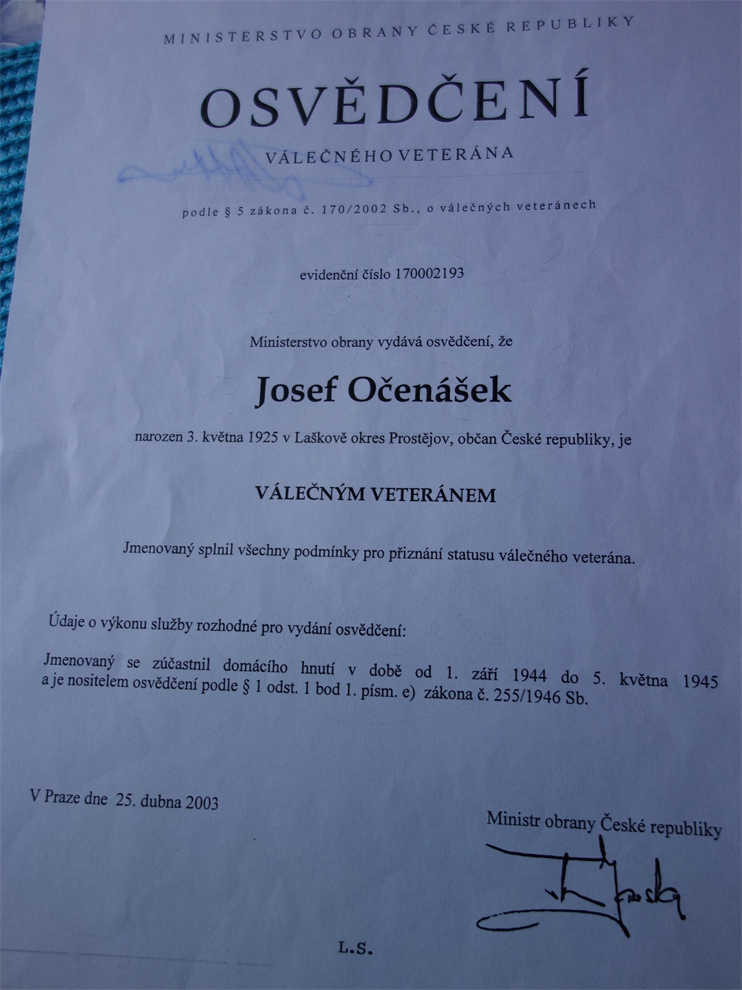 MINISTERSTVO OBRANY ČESKÉ REPUBLIKY
OSVĚDČENÍ
VÁLEČNÉHO VETERÁNA
podle § 5 zákona č. 170/2002 Sb., o válečných veteránech
evidenční číslo 170002193
Ministerstvo obrany vydává osvědčení, že
Josef Očenášek
narozen 3. května 1925 v Laškově okres Prostějov, občan České republiky, je
VÁLEČNÝM VETERÁNEM
Jmenovaný splnil všechny podmínky pro přiznání statusu válečného veterána.
Údaje o výkonu služby rozhodné pro vydání osvědčení:
Jmenovaný se zúčastnil domácího hnutí v době od 1. září 1944 do 5. května 1945
a je nositelem osvědčení podle § 1 odst. 1 bod 1. písm. e) zákona č. 255/1946 Sb.
V Praze dne 25. dubna 2003
Ministr obrany České republiky
L.S.